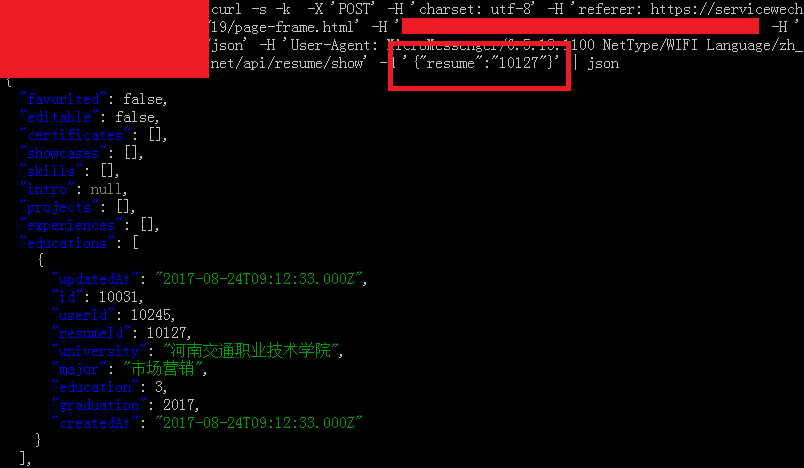 curl -s -k -X 'POST' -H 'charset: utf-8' -H 'referer: https://servicewech
19/page-frame.html' -H ' -H '
/json' -H 'User-Agent: MicroMessenger/6.5.13.1100 NetType/WIFI Language/zh_
net/api/resume/show' -d '{"resume":"10127"}' | json
{
"favorited": false,
"editable": false,
"certificates": [],
"showcases": [],
"skills": [],
"intro": null,
"projects": [],
"experiences": [],
"educations": [
{
"updatedAt": "2017-08-24T09:12:33.000Z",
"id": 10031,
"userId": 10245,
"resumeId": 10127,
"university": "河南交通职业技术学院",
"major": "市场营销",
"education": 3,
"graduation": 2017,
"createdAt": "2017-08-24T09:12:33.000Z"
}
],